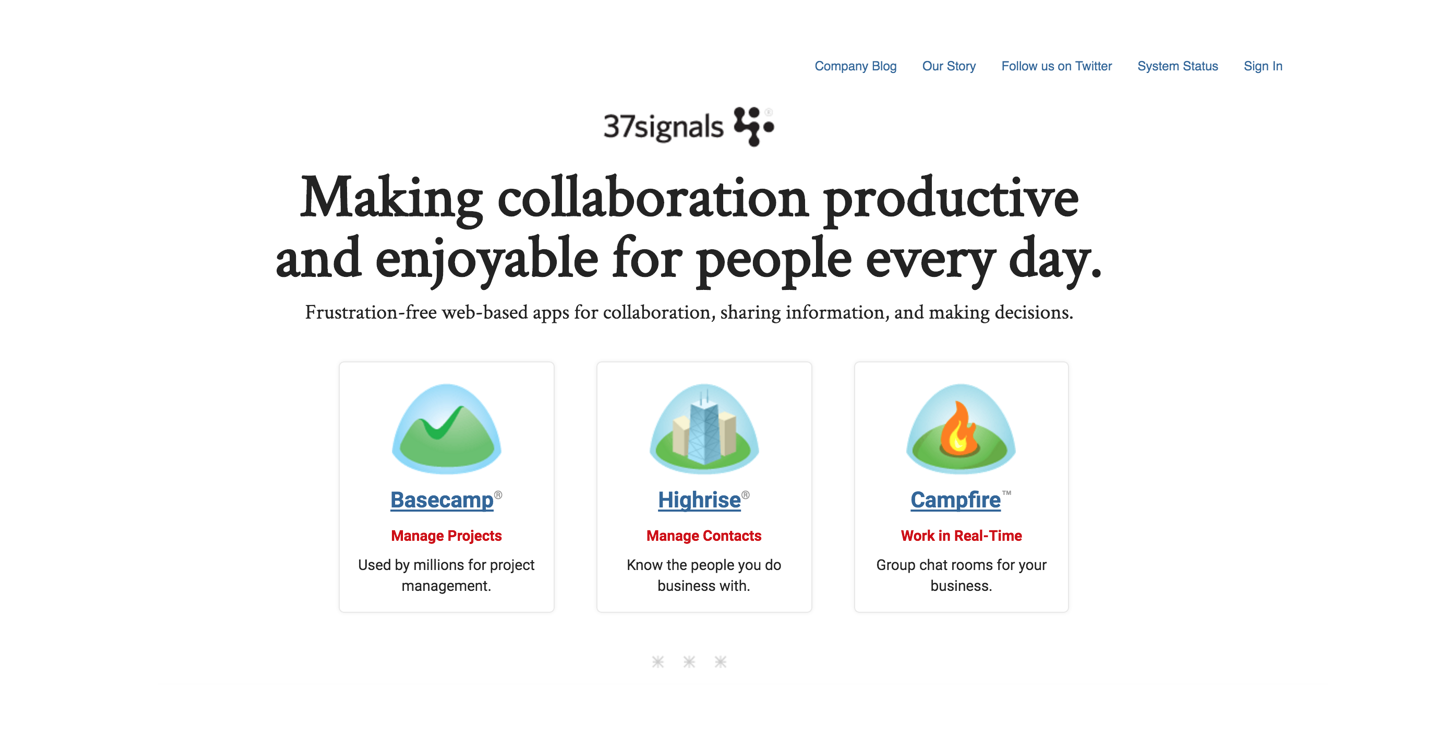 Company Blog Our Story Follow us on Twitter System Status Sign In
37signals ®
Making collaboration productive
and enjoyable for people every day.
Frustration-free web-based apps for collaboration, sharing information, and making decisions.
Basecamp®
Manage Projects
Used by millions for project
management.
Highrise®
Manage Contacts
Know the people you do
business with.
Campfire™
Work in Real-Time
Group chat rooms for your
business.